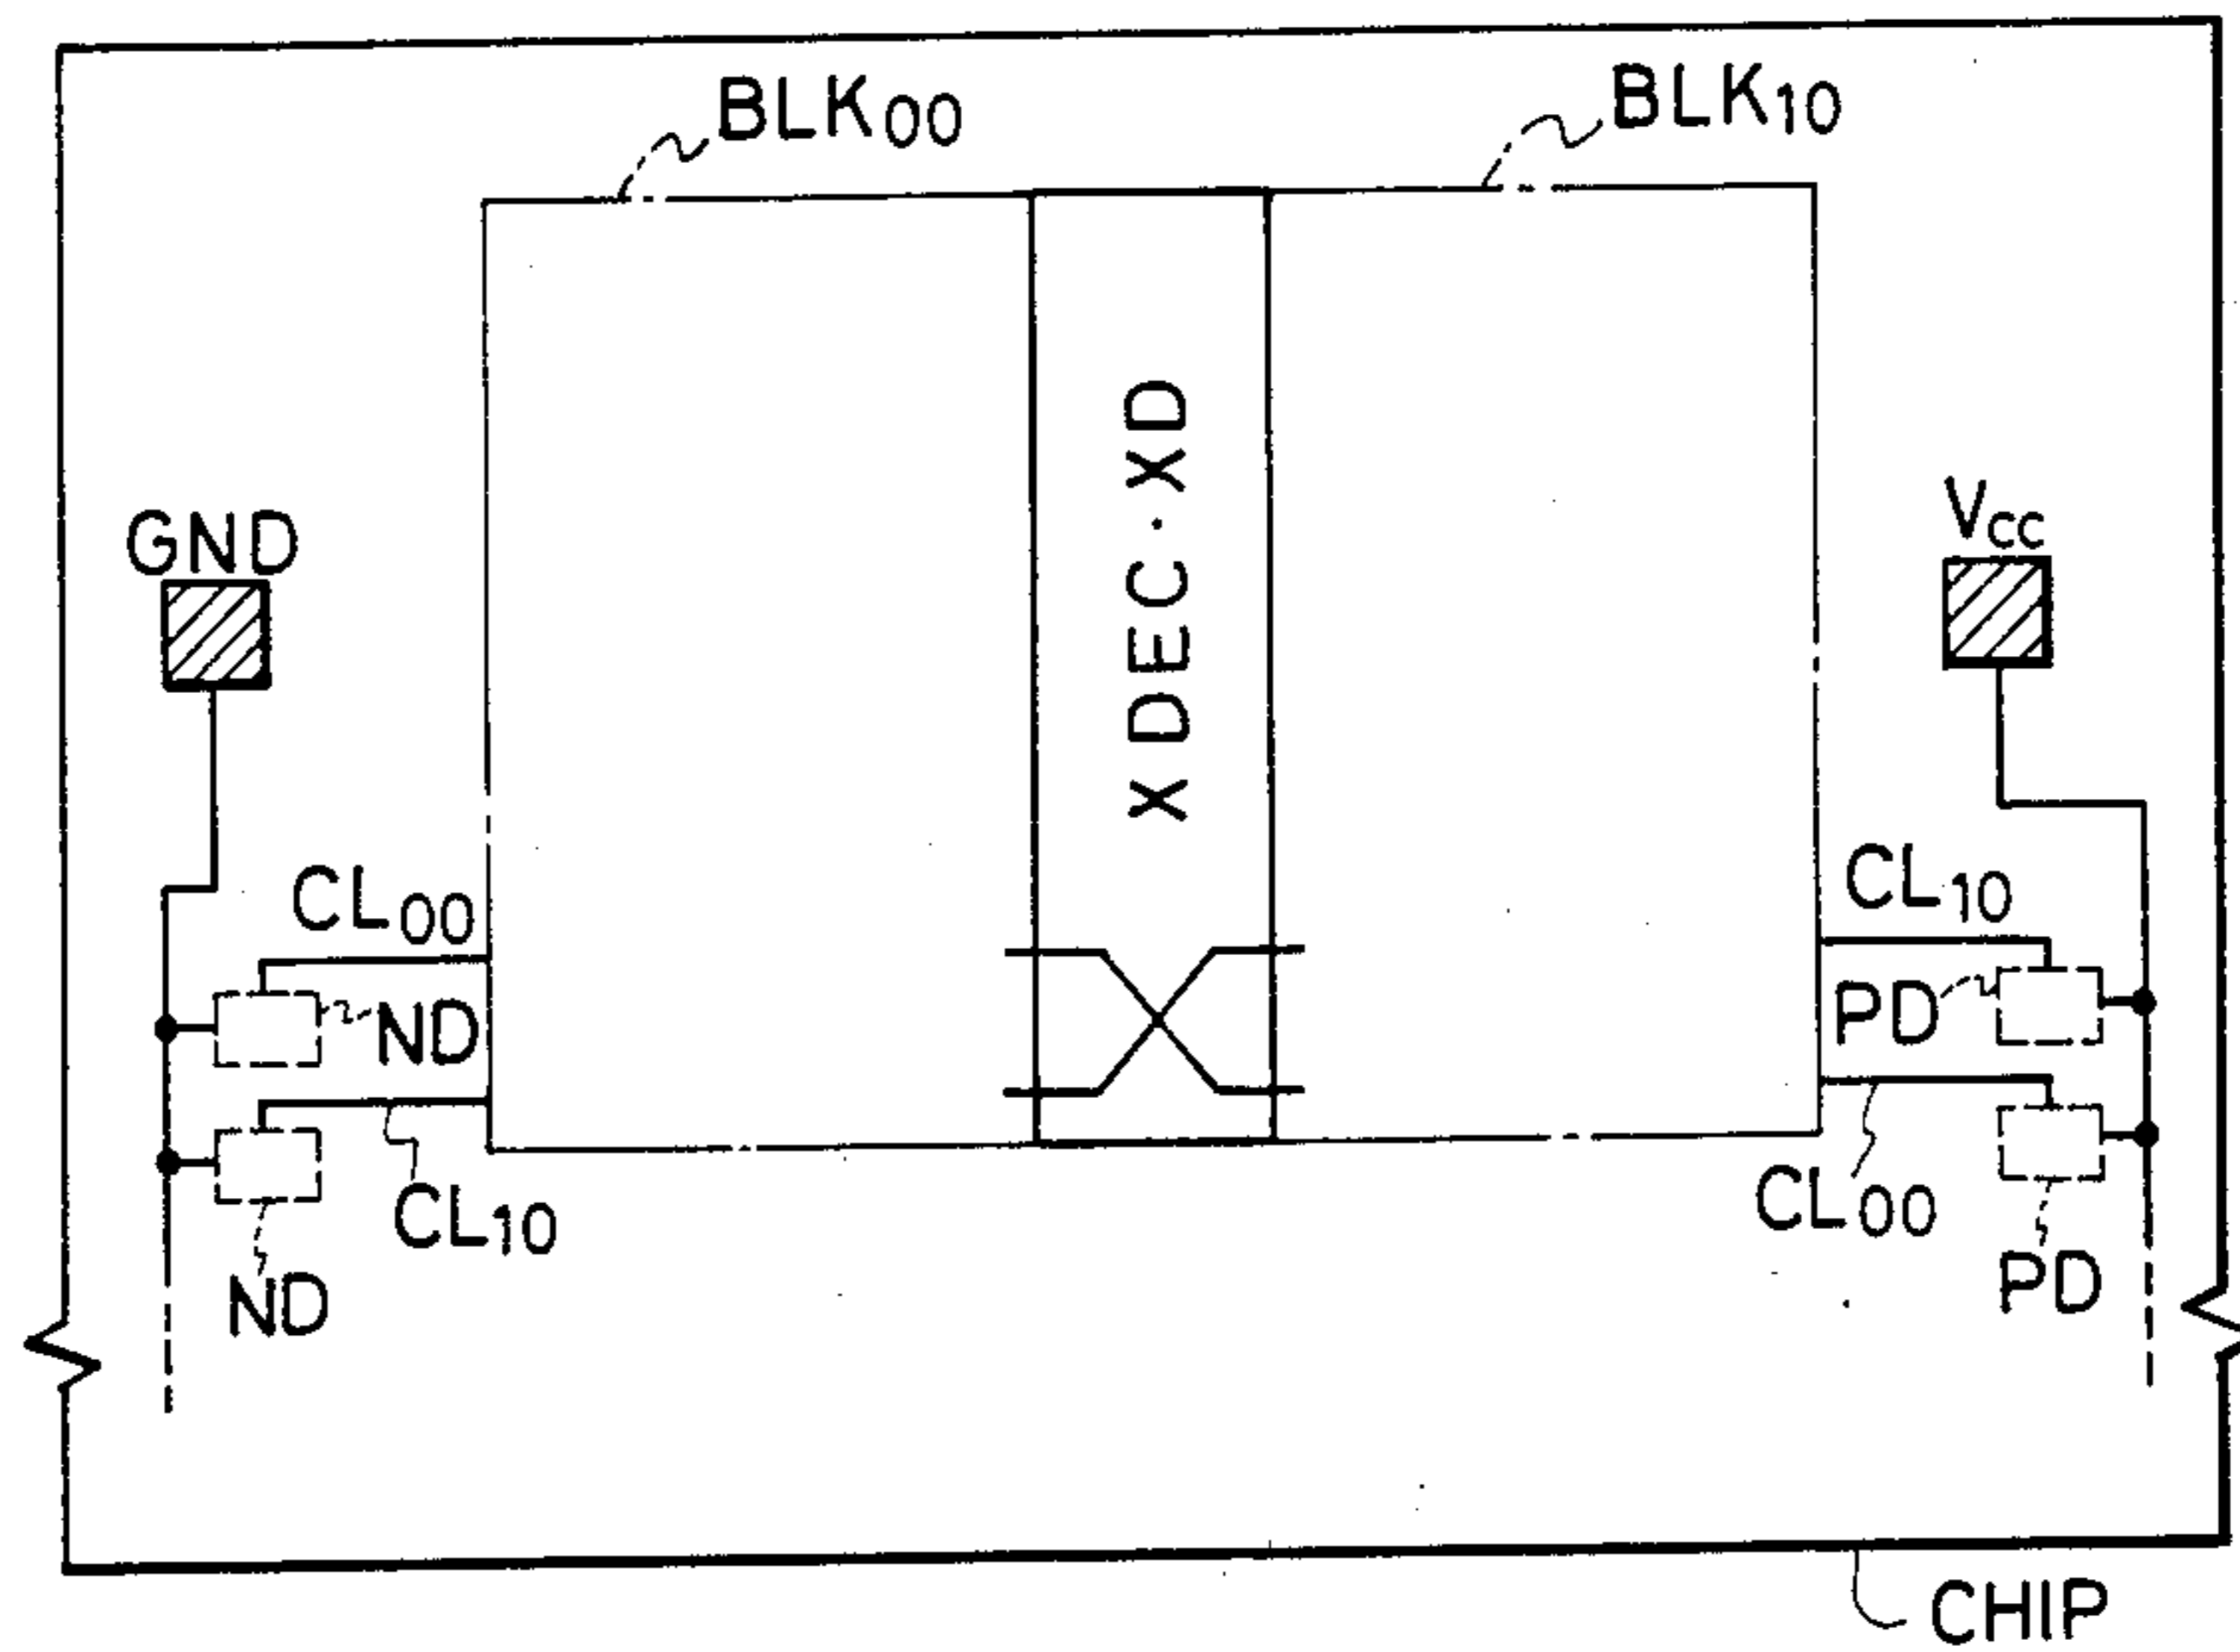 BLK00
BLK10
XDEC・XD
GND
Vcc
CL00
CL10
ND
PD
CL10
CL00
ND
PD
CHIP